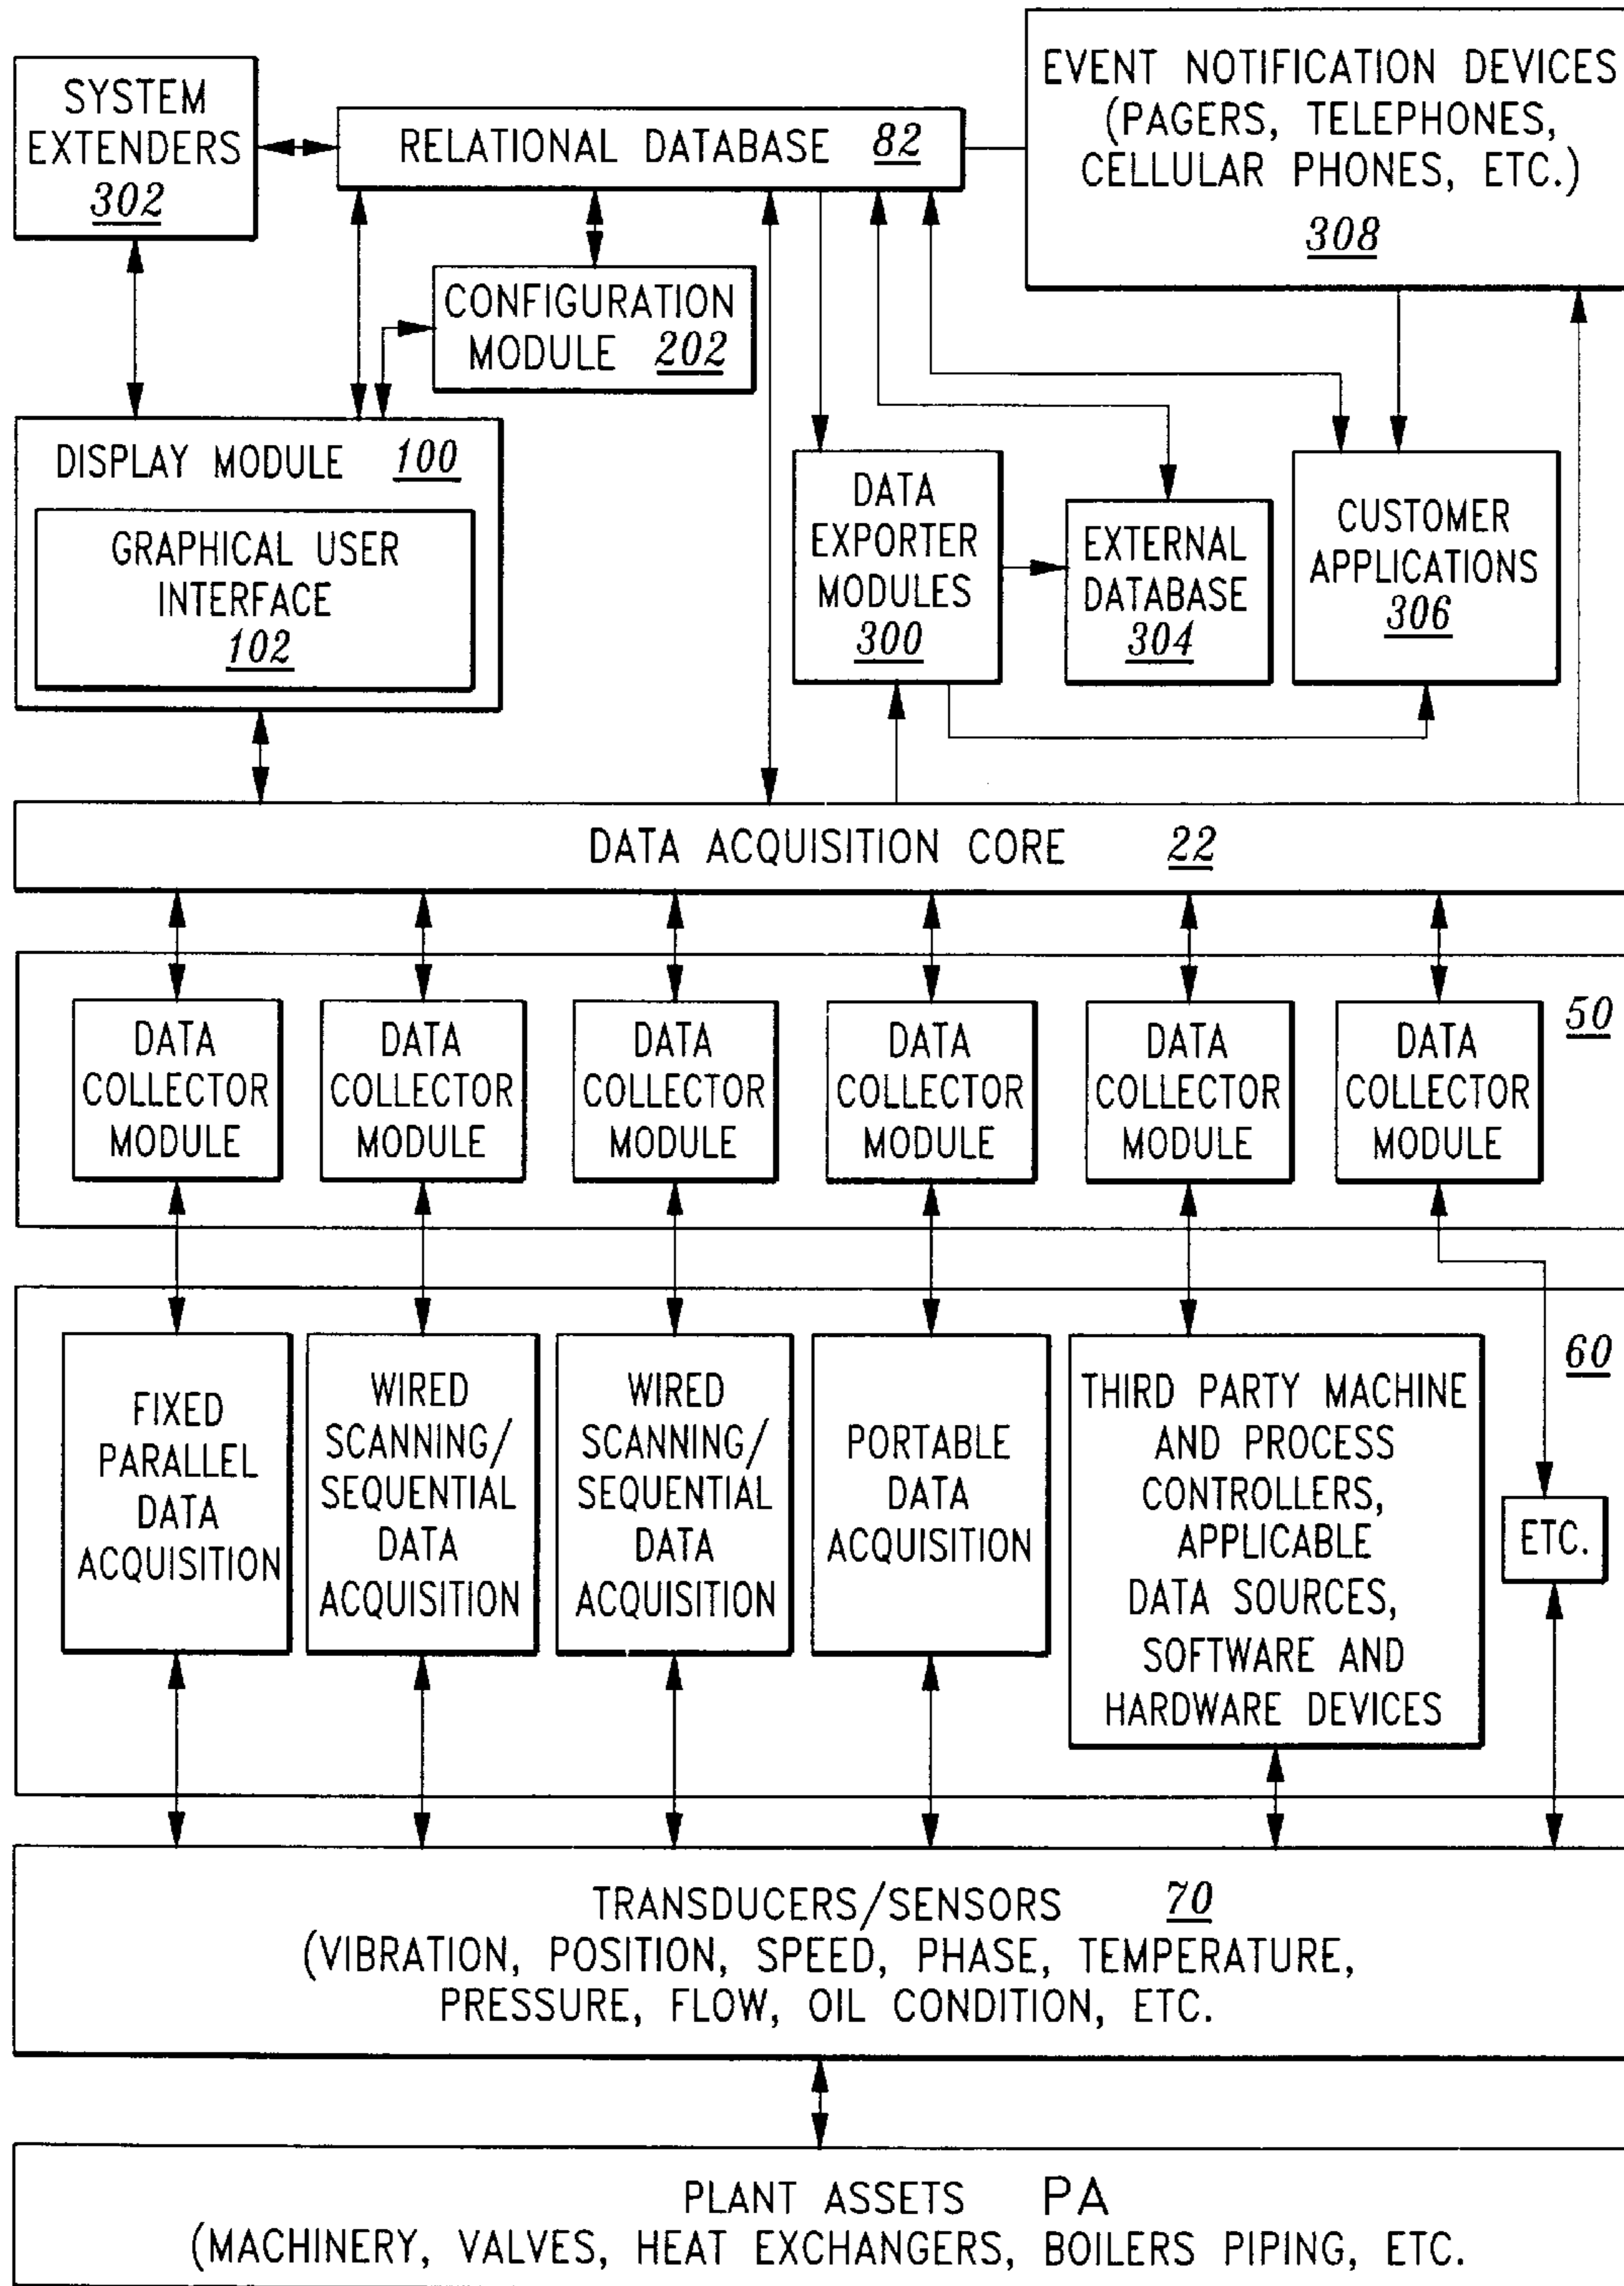 SYSTEM
EXTENDERS
302
RELATIONAL DATABASE 82
EVENT NOTIFICATION DEVICES
(PAGERS, TELEPHONES,
CELLULAR PHONES, ETC.)
308
CONFIGURATION
MODULE 202
DISPLAY MODULE 100
GRAPHICAL USER
INTERFACE
102
DATA
EXPORTER
MODULES
300
EXTERNAL
DATABASE
304
CUSTOMER
APPLICATIONS
306
DATA ACQUISITION CORE 22
DATA
COLLECTOR
MODULE
DATA
COLLECTOR
MODULE
DATA
COLLECTOR
MODULE
DATA
COLLECTOR
MODULE
DATA
COLLECTOR
MODULE
DATA
COLLECTOR
MODULE
50
FIXED
PARALLEL
DATA
ACQUISITION
WIRED
SCANNING/
SEQUENTIAL
DATA
ACQUISITION
WIRED
SCANNING/
SEQUENTIAL
DATA
ACQUISITION
PORTABLE
DATA
ACQUISITION
THIRD PARTY MACHINE
AND PROCESS
CONTROLLERS,
APPLICABLE
DATA SOURCES,
SOFTWARE AND
HARDWARE DEVICES
ETC.
60
TRANSDUCERS/SENSORS 70
(VIBRATION, POSITION, SPEED, PHASE, TEMPERATURE,
PRESSURE, FLOW, OIL CONDITION, ETC.
PLANT ASSETS PA
(MACHINERY, VALVES, HEAT EXCHANGERS, BOILERS PIPING, ETC.